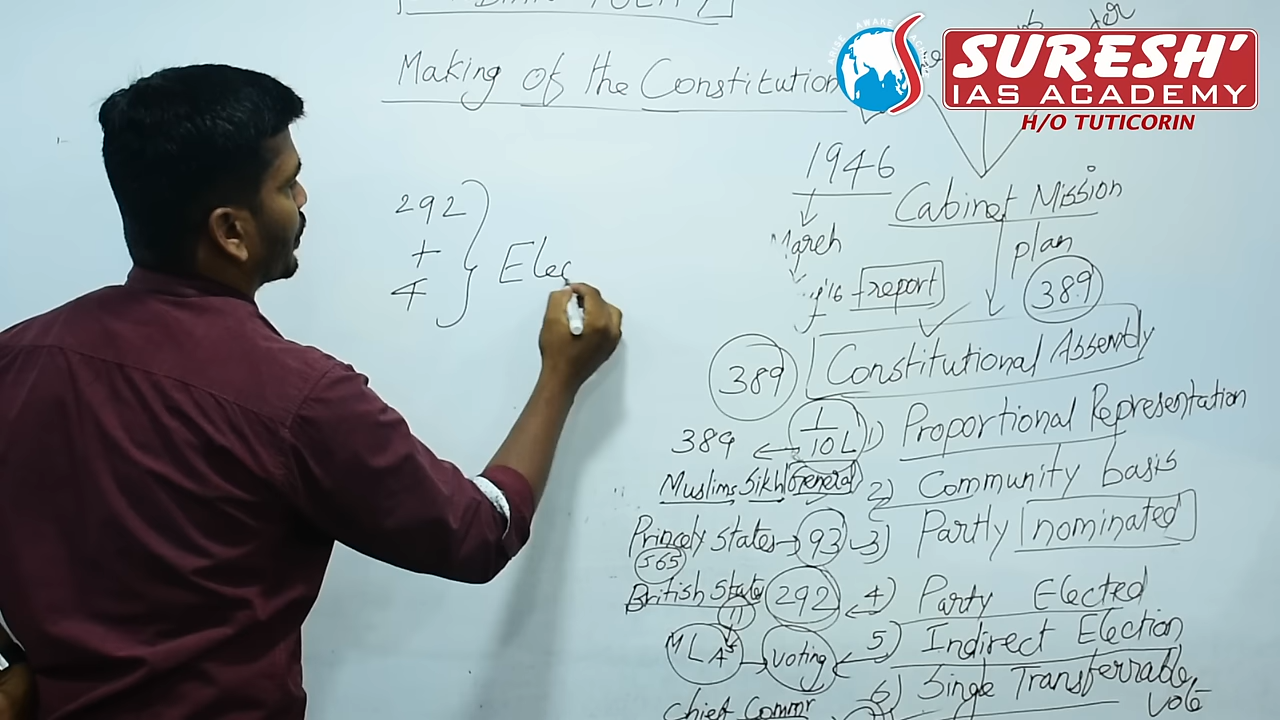 Making of the Constitution
SURESH'
IAS ACADEMY
H/O TUTICORIN
292
+
4
Elec
1946
Cabinet Mission
March
plan
389
report
389
Constitutional Assembly
389
1/10L
1) Proportional Representation
Muslims Sikh General
2) Community basis
Princely States → 93
3) Partly nominated
565
British State 292
4) Party Elected
11
MLA → voting
5) Indirect Election
6) Single Transferrable
Vote
Chief Commr